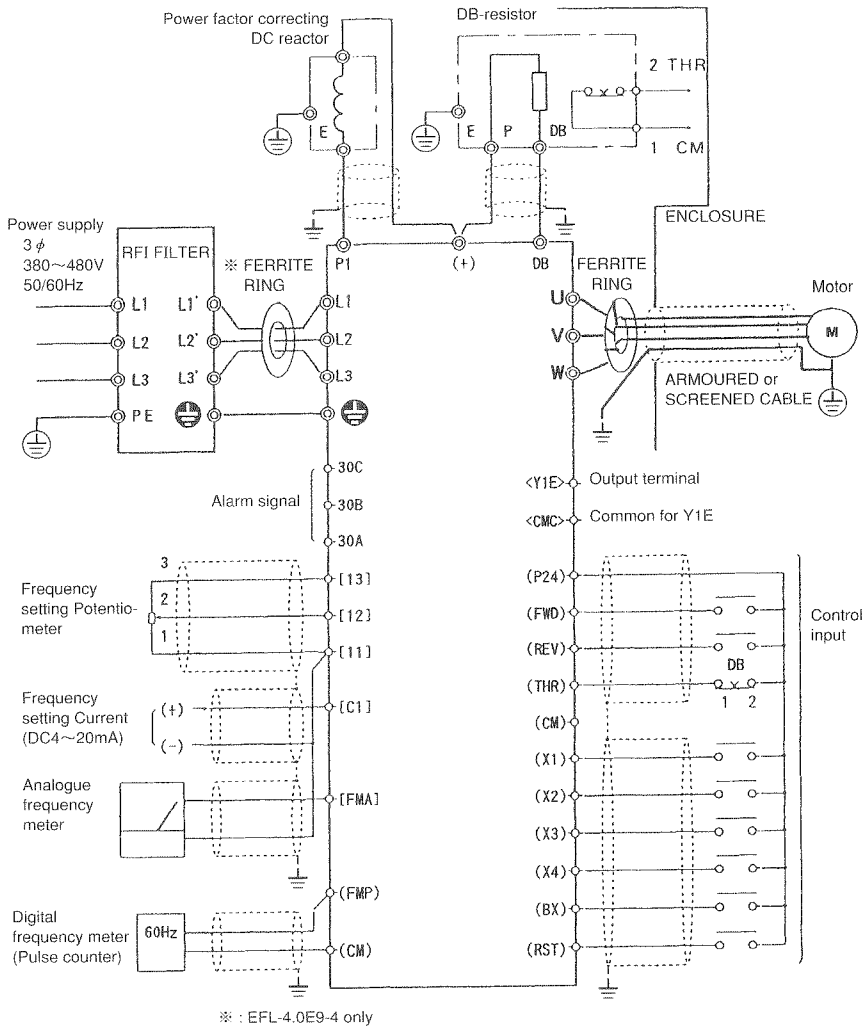 Power factor correcting
DC reactor
DB-resistor
2 THR
E
E
P
DB
1 CM
Power supply
3 φ
380～480V
50/60Hz
RFI FILTER
※ FERRITE
RING
P1
(+)
DB
FERRITE
RING
ENCLOSURE
Motor
L1
L1'
L1
U
L2
L2'
L2
V
M
L3
L3'
L3
W
ARMOURED or
SCREENED CABLE
PE
Alarm signal
30C
30B
30A
<Y1E>
Output terminal
<CMC>
Common for Y1E
Frequency
setting Potentio-
meter
3
2
1
[13]
[12]
[11]
Frequency
setting Current
(DC4～20mA)
(+)
(−)
[C1]
Analogue
frequency
meter
[FMA]
Digital
frequency meter
(Pulse counter)
60Hz
(FMP)
(CM)
(P24)
(FWD)
(REV)
(THR)
DB
1 2
(CM)
(X1)
(X2)
(X3)
(X4)
(BX)
(RST)
Control
input
※ : EFL-4.0E9-4 only